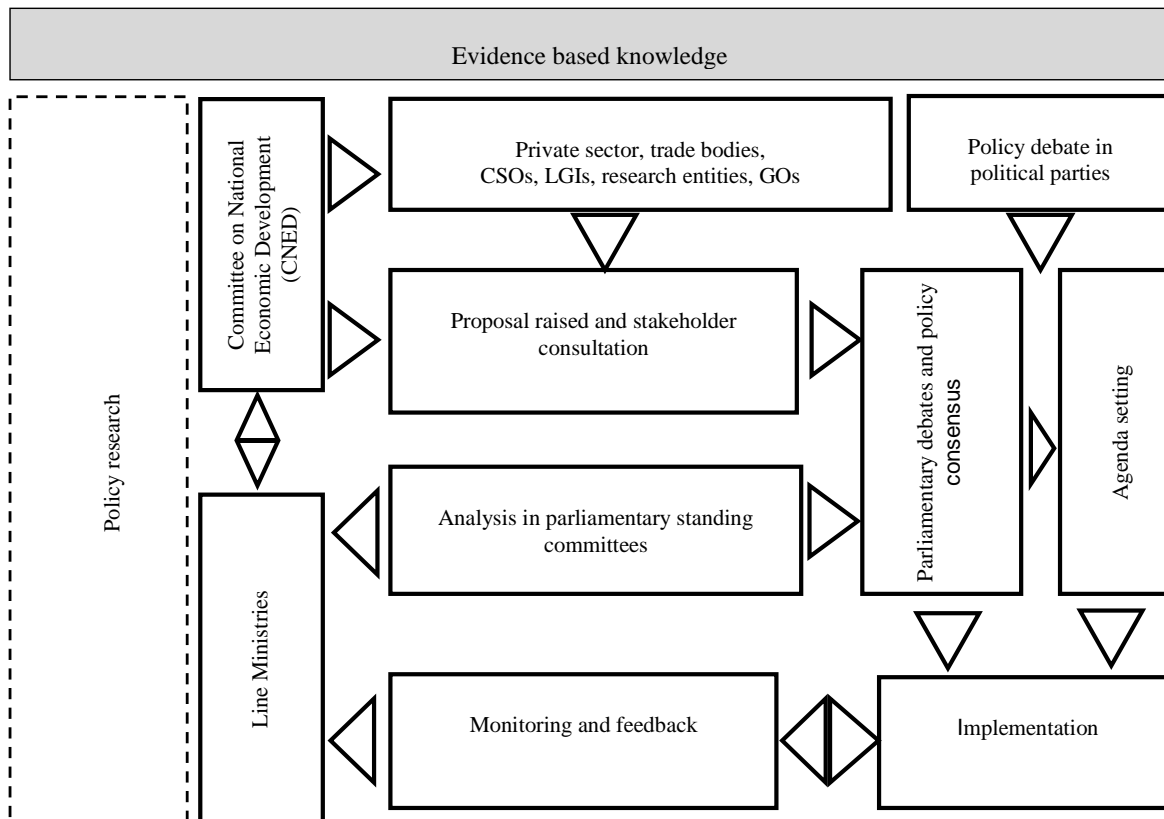 Evidence based knowledge
Policy research
Committee on National
Economic Development
(CNED)
Private sector, trade bodies,
CSOs, LGIs, research entities, GOs
Policy debate in
political parties
Proposal raised and stakeholder
consultation
Parliamentary debates and policy
consensus
Agenda setting
Analysis in parliamentary standing
committees
Line Ministries
Monitoring and feedback
Implementation